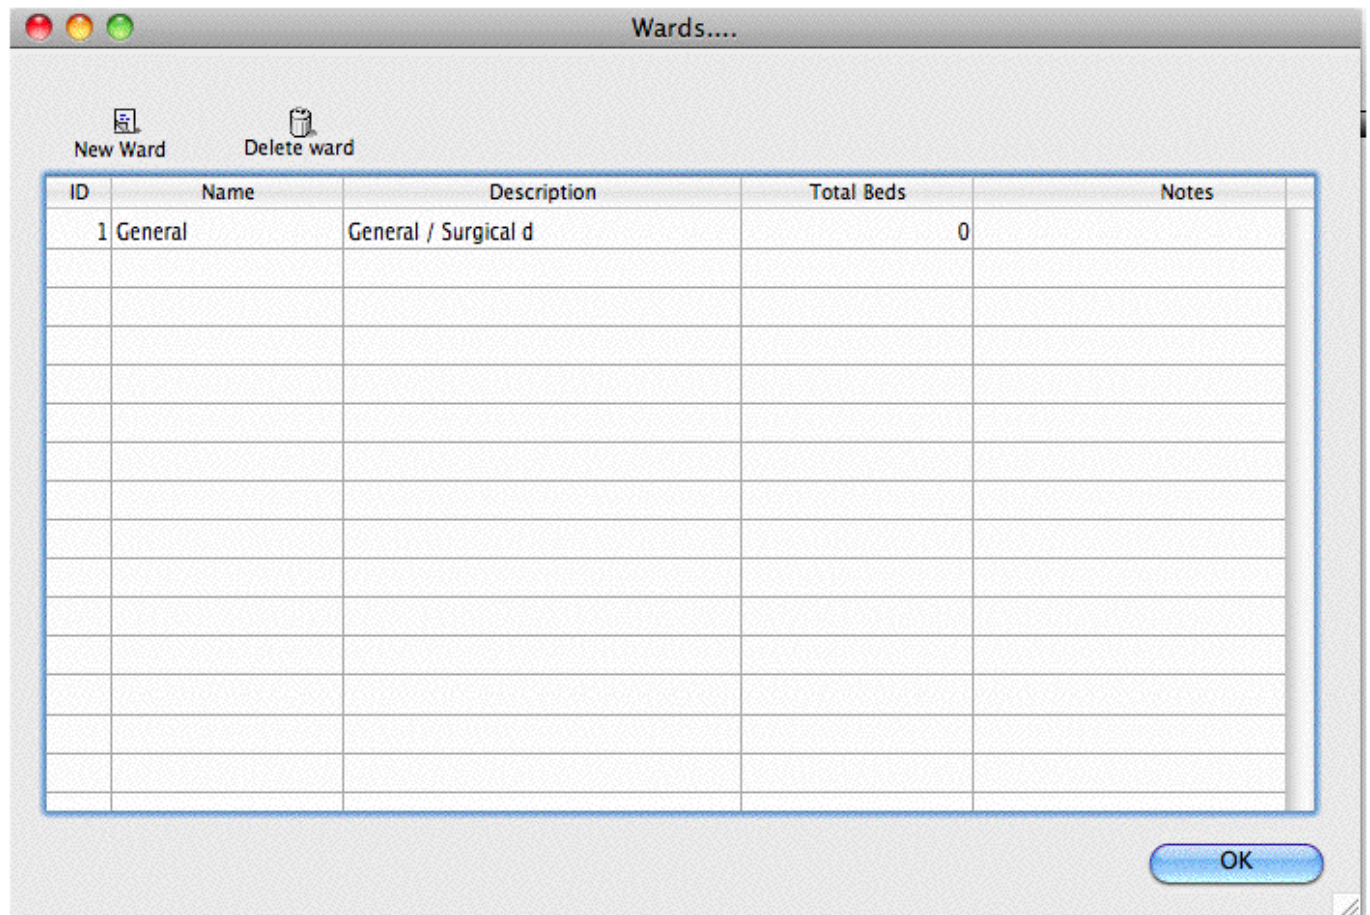 Wards....
New Ward Delete ward
ID Name Description Total Beds Notes
1 General General / Surgical d 0
OK